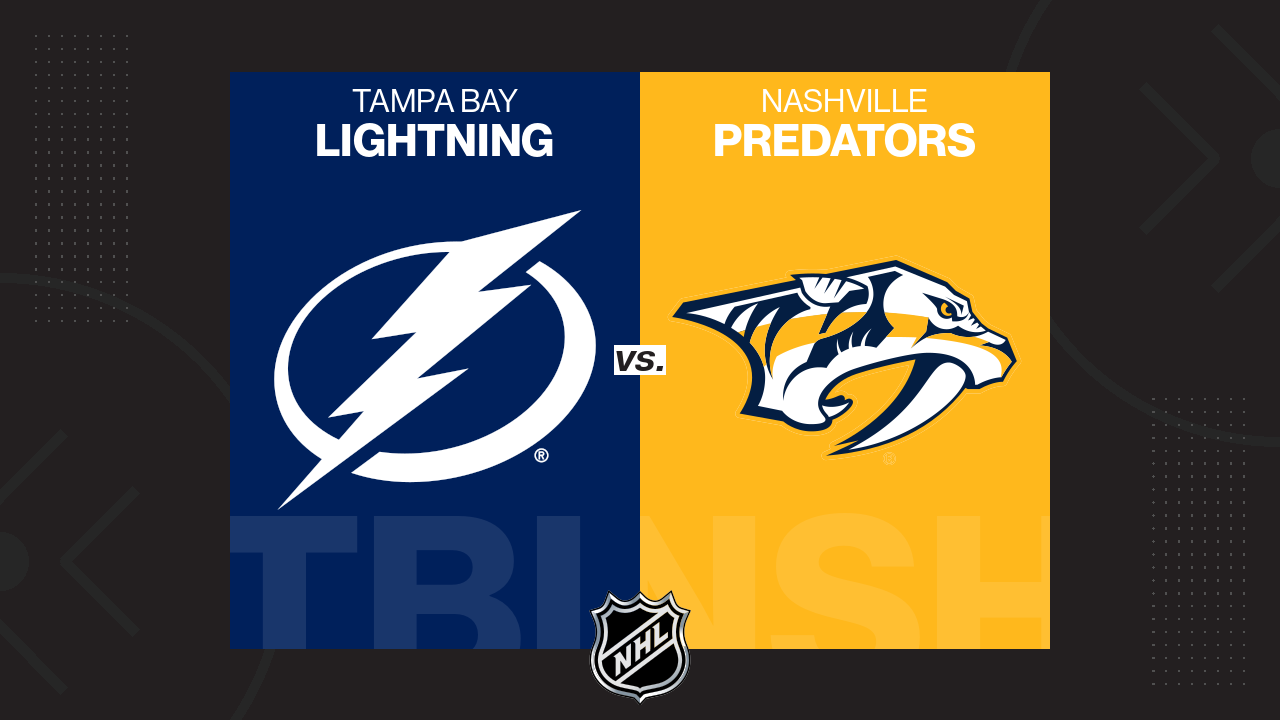 TAMPA BAY
LIGHTNING
NASHVILLE
PREDATORS
vs.
®
®
TBL
NSH
NHL